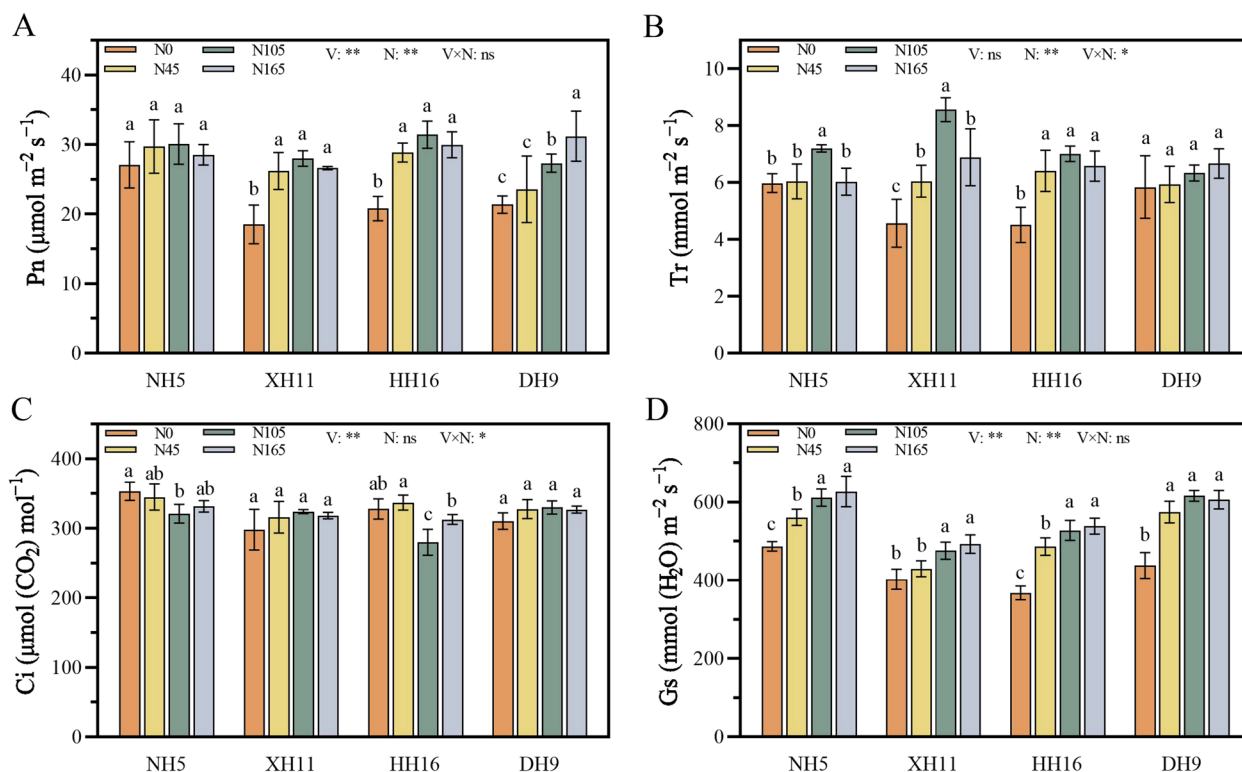 A
N0 N105
N45 N165
V: ** N: ** V×N: ns
Pn (μmol m⁻² s⁻¹)
40
30
20
10
0
a a a a
b a a a
b a a a
c c b a
NH5 XH11 HH16 DH9
B
N0 N105
N45 N165
V: ns N: ** V×N: *
Tr (mmol m⁻² s⁻¹)
10
8
6
4
2
0
b b a b
c b a b
b a a a
a a a a
NH5 XH11 HH16 DH9
C
N0 N105
N45 N165
V: ** N: ns V×N: *
Ci (μmol (CO₂) mol⁻¹)
400
300
200
100
0
a ab b ab
a a a a
ab a c b
a a a a
NH5 XH11 HH16 DH9
D
N0 N105
N45 N165
V: ** N: ** V×N: ns
Gs (mmol (H₂O) m⁻² s⁻¹)
800
600
400
200
0
c b a a
b b a a
c b a a
b a a a
NH5 XH11 HH16 DH9